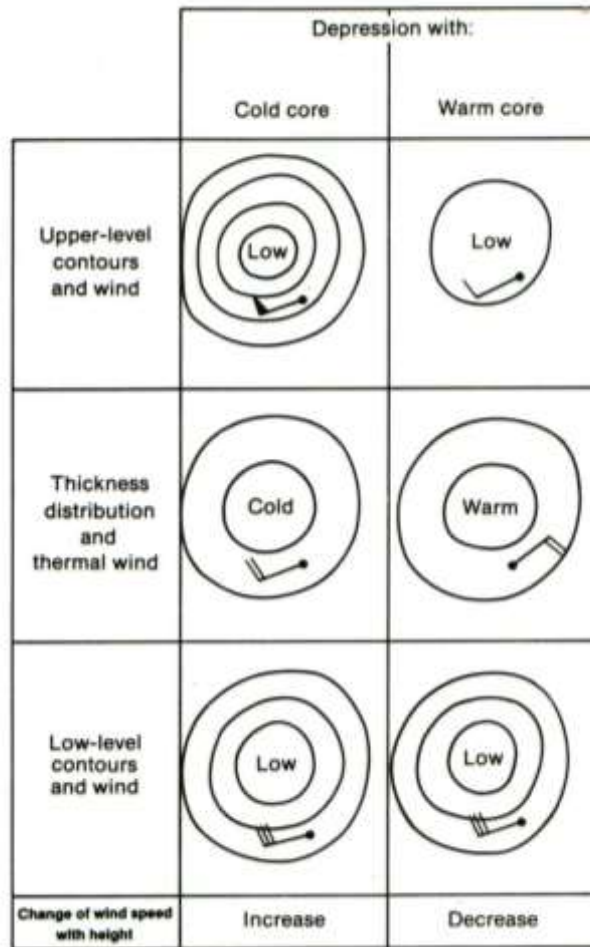 Depression with:
Cold core
Warm core
Upper-level
contours
and wind
Low
Low
Thickness
distribution
and
thermal wind
Cold
Warm
Low-level
contours
and wind
Low
Low
Change of wind speed
with height
Increase
Decrease